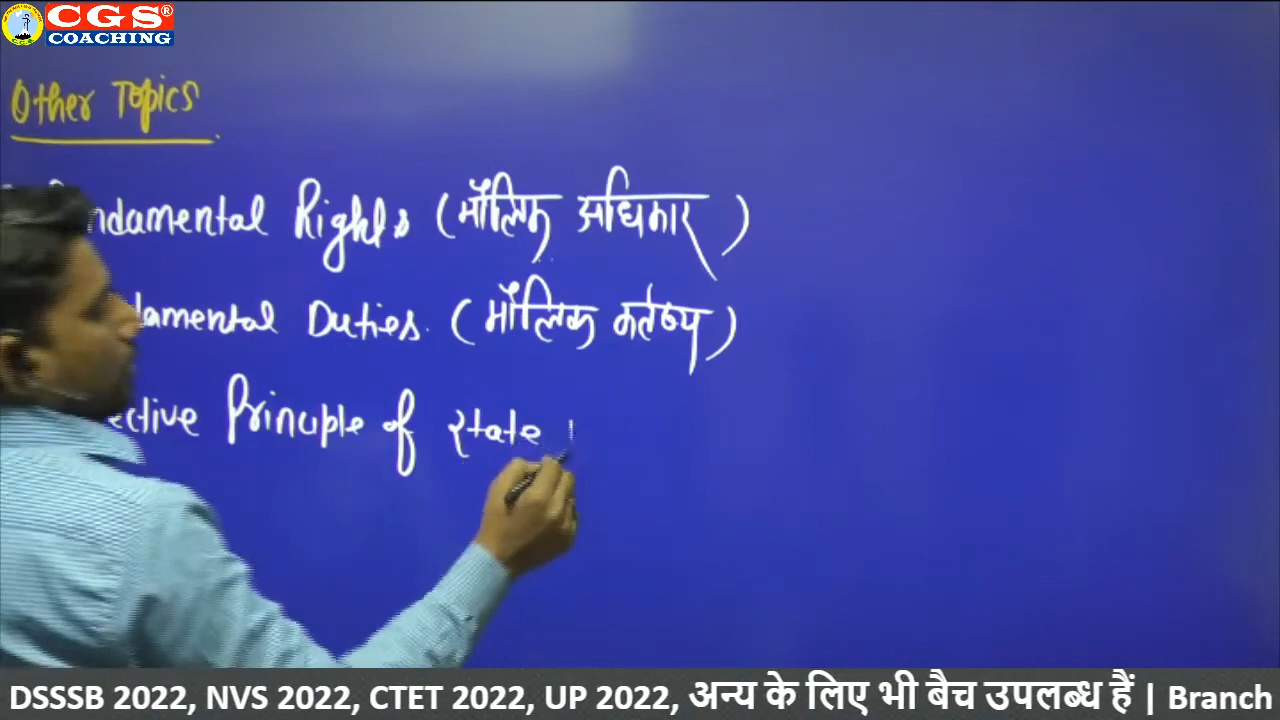 CGS®
COACHING
Other Topics
ndamental Rights (मौलिक अधिकार)
damental Duties. (मौलिक कर्तव्य)
ective Principle of State
DSSSB 2022, NVS 2022, CTET 2022, UP 2022, अन्य के लिए भी बैच उपलब्ध हैं | Branch